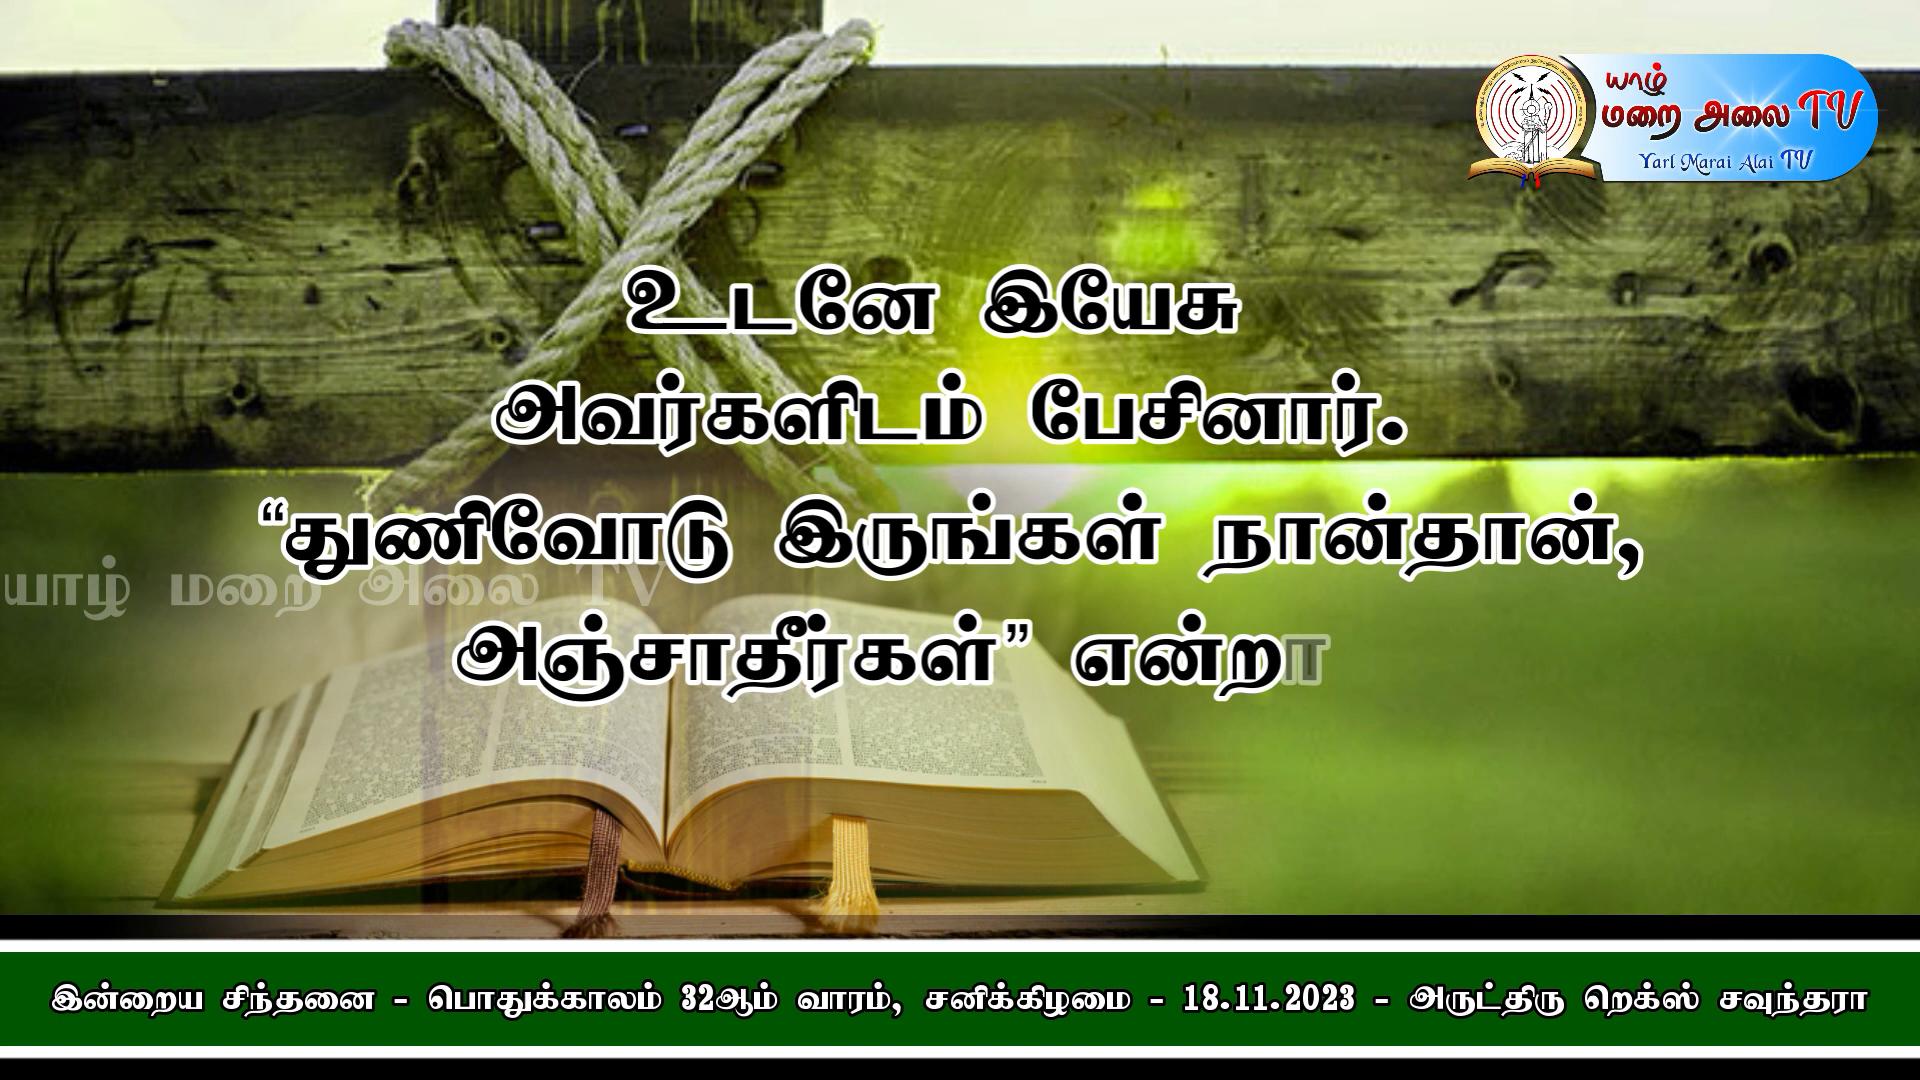 யாழ்
மறை அலை TV
Yarl Marai Alai TV
உடனே இயேசு
அவர்களிடம் பேசினார்.
“துணிவோடு இருங்கள் நான்தான்,
யாழ் மறை அலை TV
அஞ்சாதீர்கள்” என்றா
இன்றைய சிந்தனை - பொதுக்காலம் 32ஆம் வாரம், சனிக்கிழமை - 18.11.2023 - அருட்திரு றெக்ஸ் சவுந்தரா